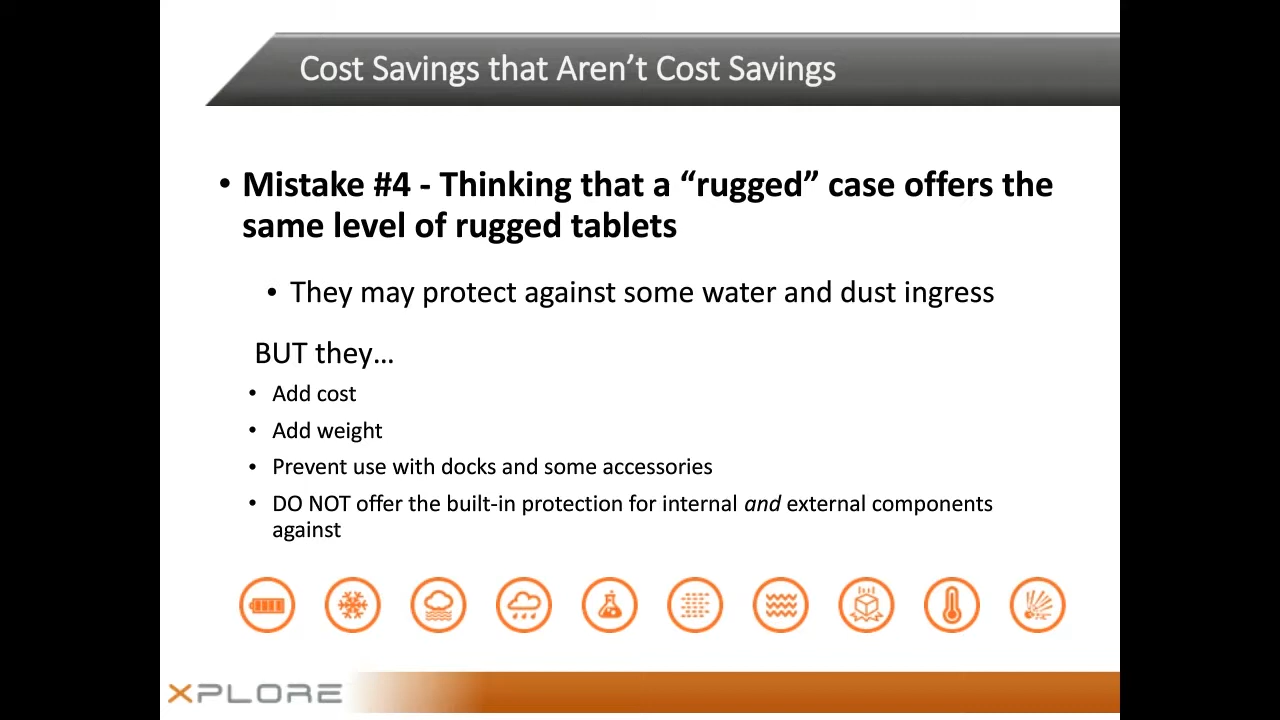 Cost Savings that Aren’t Cost Savings
• Mistake #4 - Thinking that a “rugged” case offers the
same level of rugged tablets
• They may protect against some water and dust ingress
BUT they…
• Add cost
• Add weight
• Prevent use with docks and some accessories
• DO NOT offer the built-in protection for internal and external components
against
XPLORE